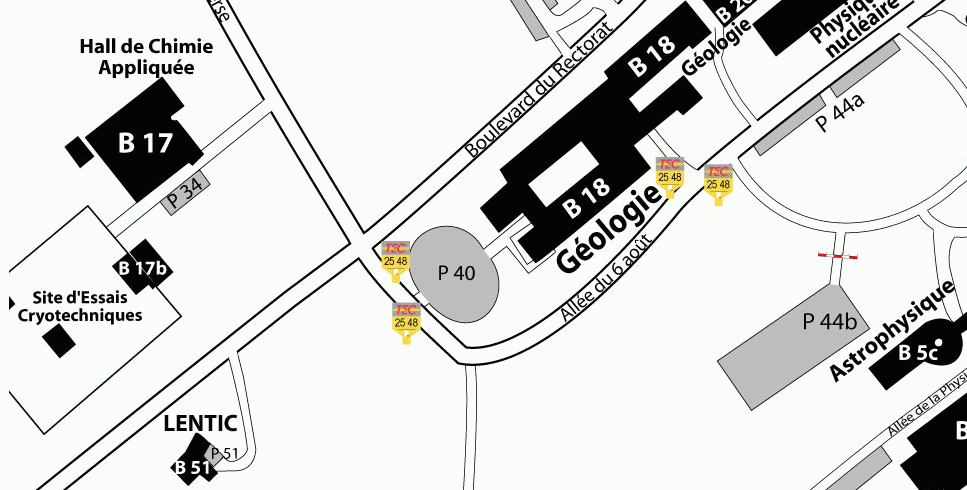 Hall de Chimie
Appliquée
B 17
P 34
B 17b
Site d'Essais
Cryotechniques
LENTIC
P 51
B 51
Boulevard du Rectorat
B 18
Géologie
Physique
nucléaire
P 44a
B 18
Géologie
Allée du 6 août
P 40
TEC
25 48
TEC
25 48
TEC
25 48
TEC
25 48
P 44b
Astrophysique
B 5c
Allée de la Physi
B